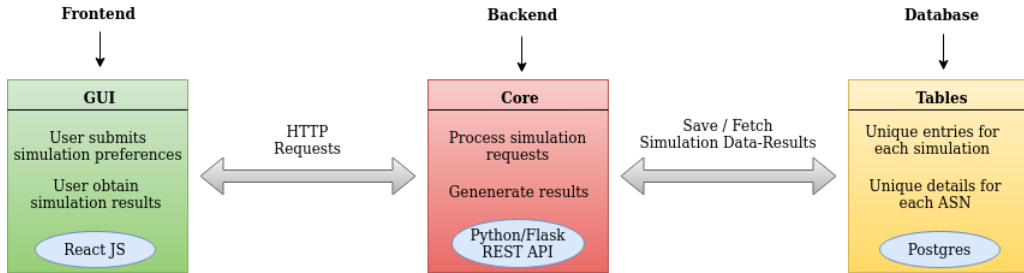 Frontend
Backend
Database
GUI
User submits
simulation preferences
User obtain
simulation results
React JS
HTTP
Requests
Core
Process simulation
requests
Genenerate results
Python/Flask
REST API
Save / Fetch
Simulation Data-Results
Tables
Unique entries for
each simulation
Unique details for
each ASN
Postgres